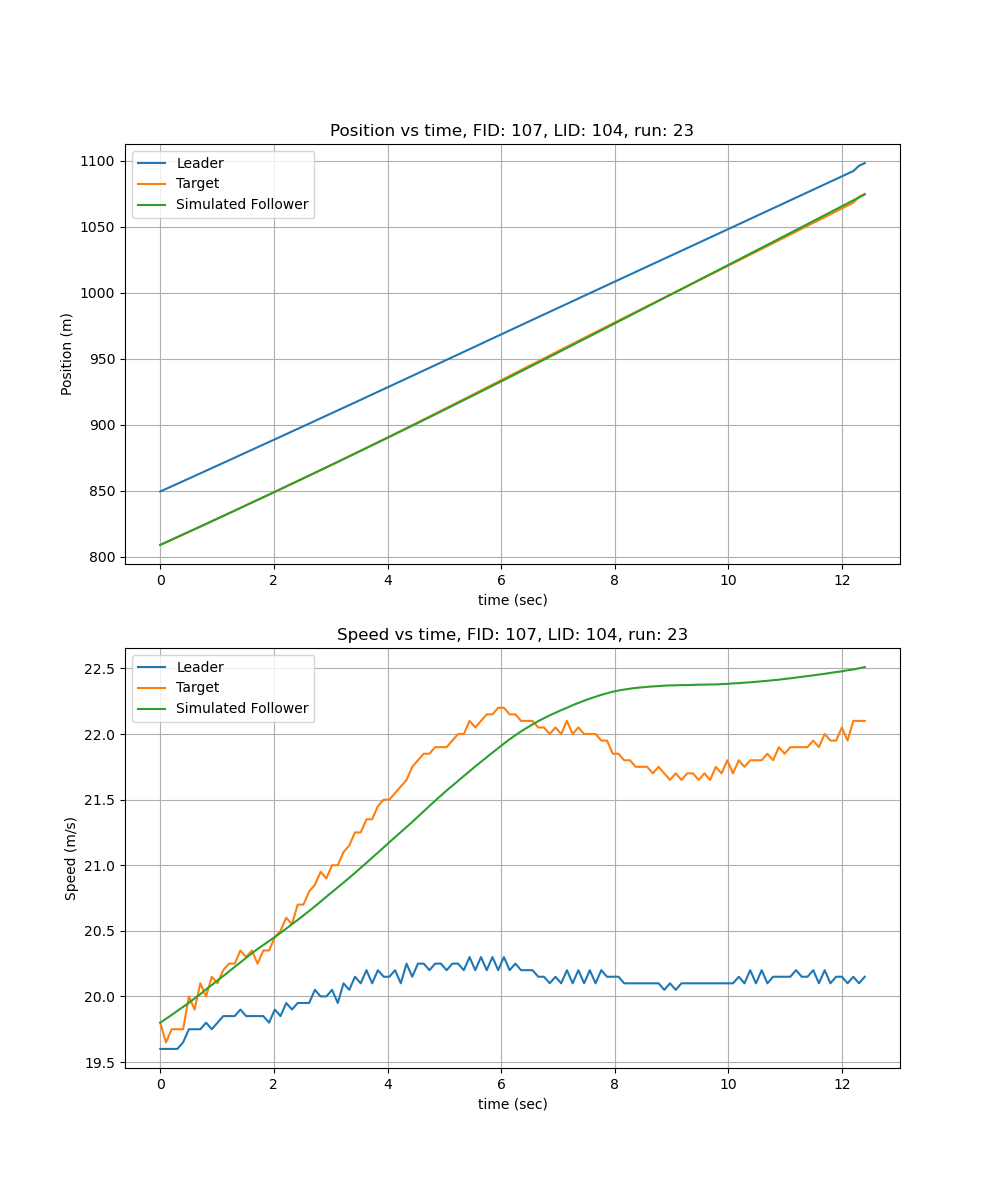 Position vs time, FID: 107, LID: 104, run: 23
Leader
Target
Simulated Follower
Position (m)
1100
1050
1000
950
900
850
800
0 2 4 6 8 10 12
time (sec)
Speed vs time, FID: 107, LID: 104, run: 23
Leader
Target
Simulated Follower
Speed (m/s)
22.5
22.0
21.5
21.0
20.5
20.0
19.5
0 2 4 6 8 10 12
time (sec)